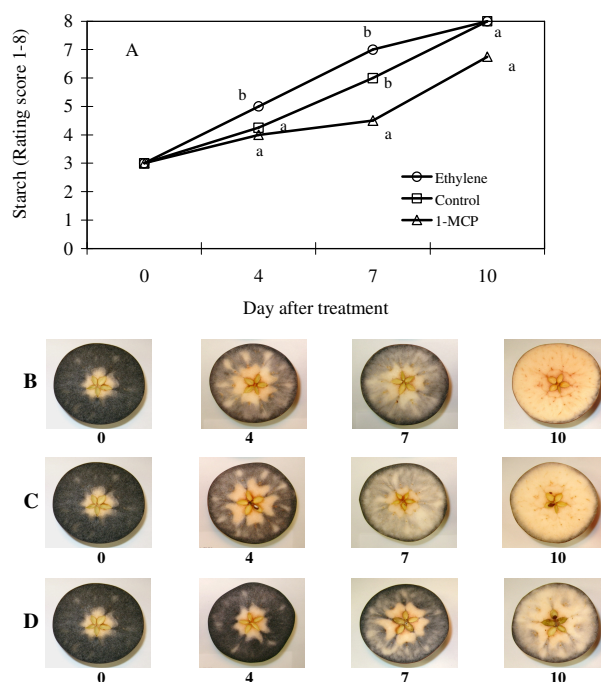 Starch (Rating score 1-8)
8
7
6
5
4
3
2
1
0
A
b
b
a
b
a
a
a
a
Ethylene
Control
1-MCP
0 4 7 10
Day after treatment
B
0 4 7 10
C
0 4 7 10
D
0 4 7 10